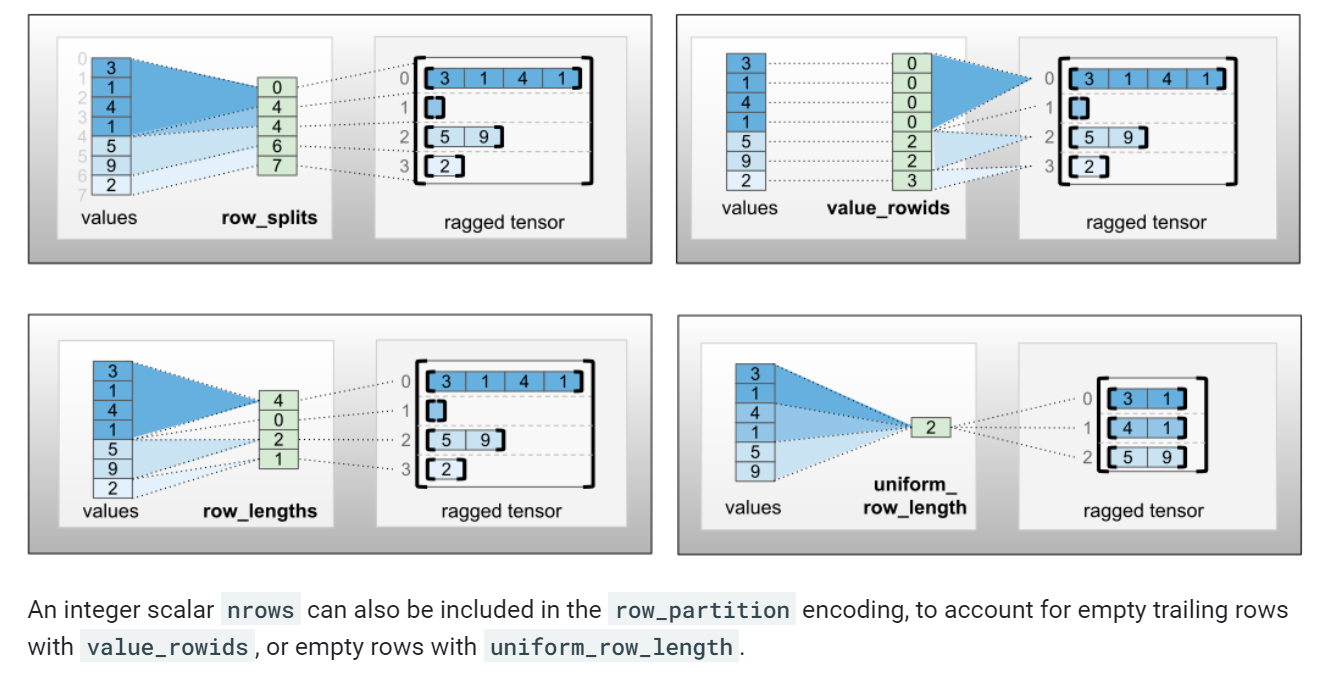 0
1
2
3
4
5
6
7
3
1
4
1
5
9
2
values
0
4
4
6
7
row_splits
0 3 1 4 1
1
2 5 9
3 2
ragged tensor
3
1
4
1
5
9
2
values
0
0
0
0
2
2
3
value_rowids
0 3 1 4 1
1
2 5 9
3 2
ragged tensor
3
1
4
1
5
9
2
values
4
0
2
1
row_lengths
0 3 1 4 1
1
2 5 9
3 2
ragged tensor
3
1
4
1
5
9
values
2
uniform_
row_length
0 3 1
1 4 1
2 5 9
ragged tensor
An integer scalar nrows can also be included in the row_partition encoding, to account for empty trailing rows
with value_rowids, or empty rows with uniform_row_length.